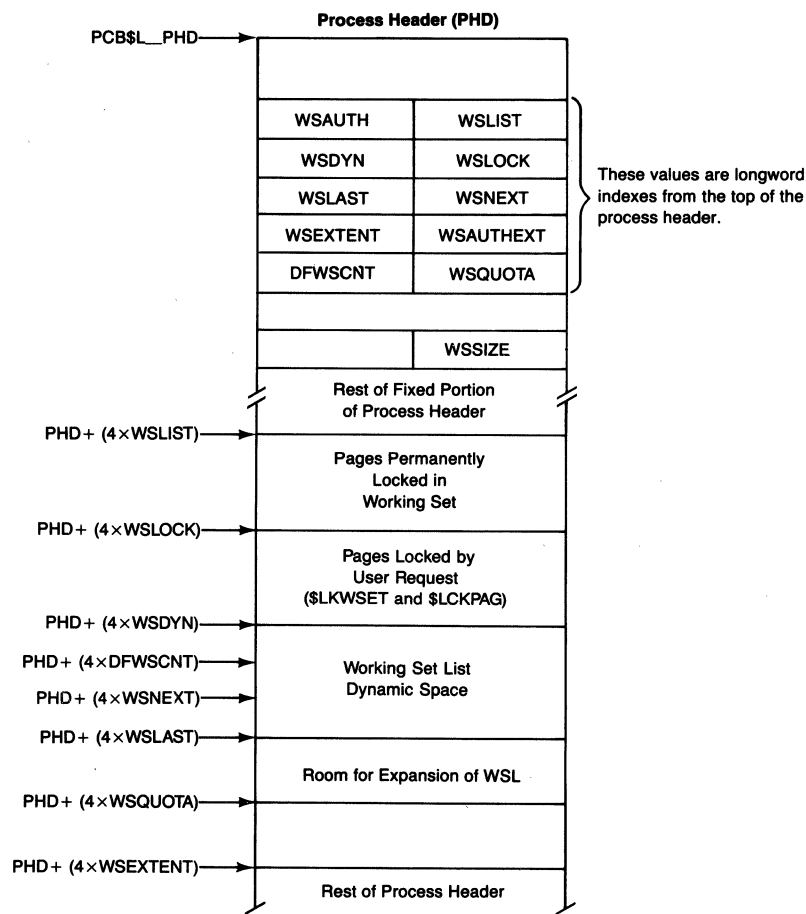 Process Header (PHD)
PCB$L__PHD
WSAUTH WSLIST
WSDYN WSLOCK
WSLAST WSNEXT
WSEXTENT WSAUTHEXT
DFWSCNT WSQUOTA
These values are longword
indexes from the top of the
process header.
WSSIZE
Rest of Fixed Portion
of Process Header
PHD+ (4×WSLIST)
Pages Permanently
Locked in
Working Set
PHD+ (4×WSLOCK)
Pages Locked by
User Request
($LKWSET and $LCKPAG)
PHD+ (4×WSDYN)
PHD+ (4×DFWSCNT)
Working Set List
Dynamic Space
PHD+ (4×WSNEXT)
PHD+ (4×WSLAST)
Room for Expansion of WSL
PHD+ (4×WSQUOTA)
PHD+ (4×WSEXTENT)
Rest of Process Header